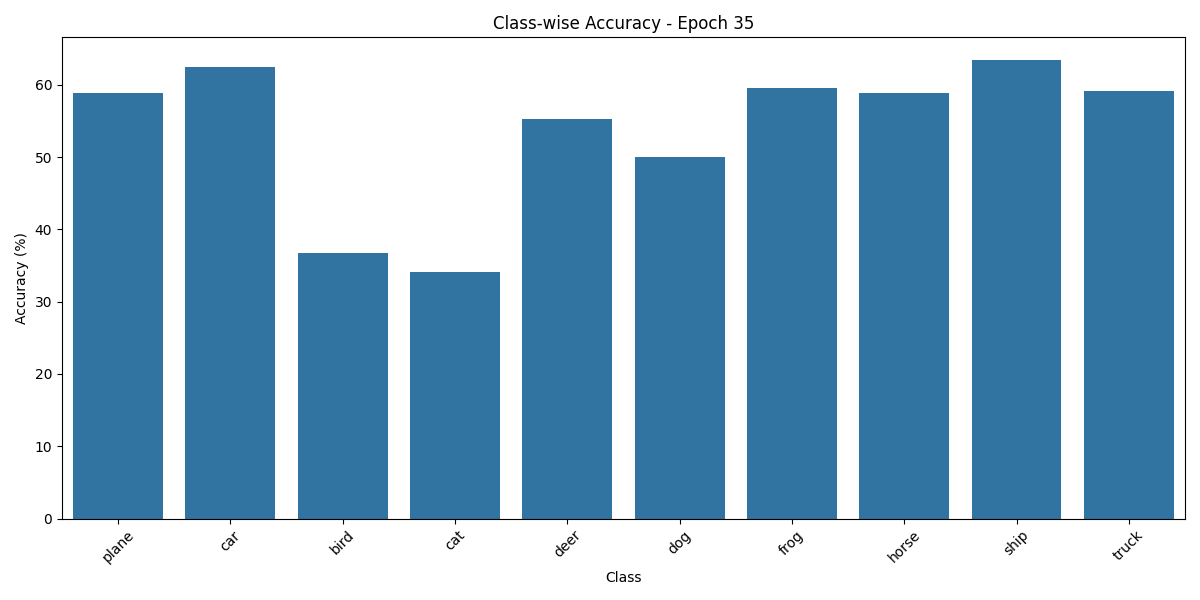 Class-wise Accuracy - Epoch 35
Accuracy (%)
60
50
40
30
20
10
0
plane car bird cat deer dog frog horse ship truck
Class